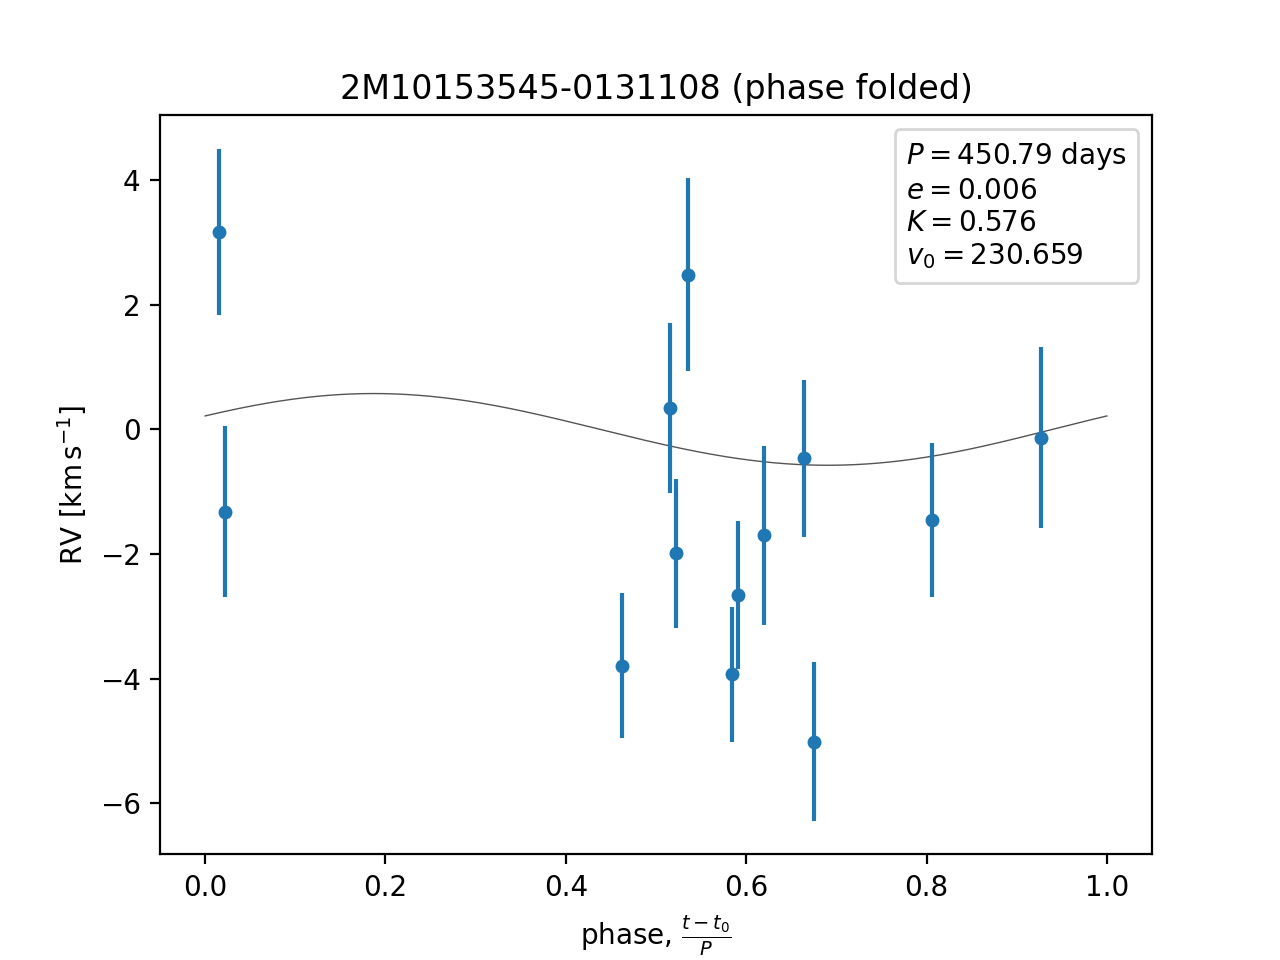 2M10153545-0131108 (phase folded)
P = 450.79 days
e = 0.006
K = 0.576
v₀ = 230.659
RV [km s⁻¹]
4
2
0
−2
−4
−6
0.0 0.2 0.4 0.6 0.8 1.0
phase, (t − t₀)/P